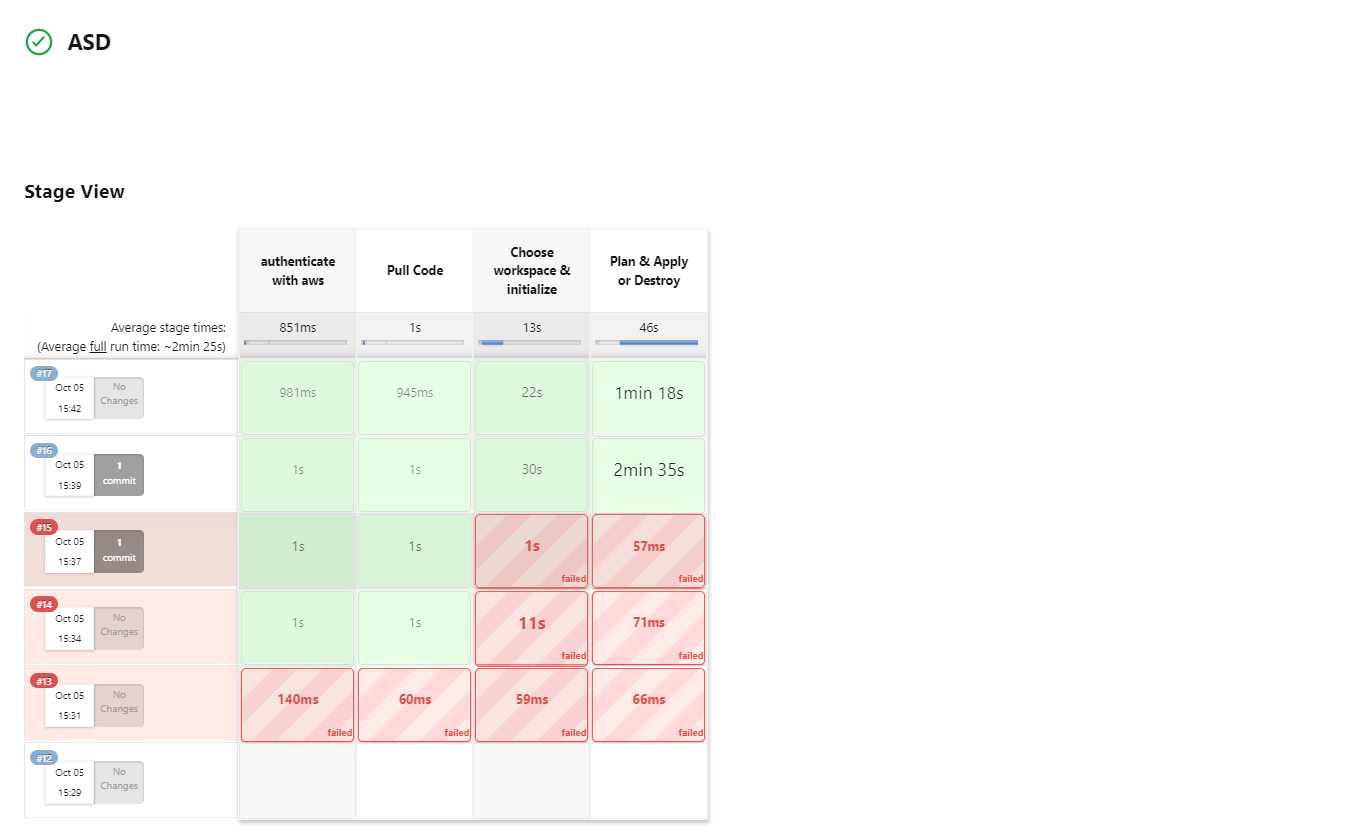 ASD
Stage View
authenticate
with aws
Pull Code
Choose
workspace &
initialize
Plan & Apply
or Destroy
Average stage times:
(Average full run time: ~2min 25s)
851ms
1s
13s
46s
#17
Oct 05
15:42
No
Changes
981ms
945ms
22s
1min 18s
#16
Oct 05
15:39
1
commit
1s
1s
30s
2min 35s
#15
Oct 05
15:37
1
commit
1s
1s
1s
failed
57ms
failed
#14
Oct 05
15:34
No
Changes
1s
1s
11s
failed
71ms
failed
#13
Oct 05
15:31
No
Changes
140ms
failed
60ms
failed
59ms
failed
66ms
failed
#12
Oct 05
15:29
No
Changes